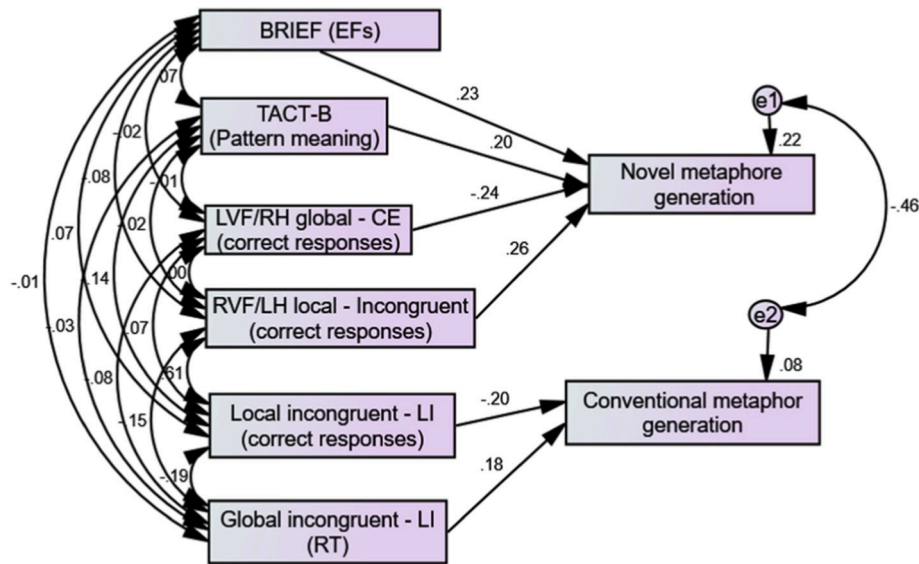 BRIEF (EFs)
.07
.23
e1
TACT-B
(Pattern meaning)
.20
.22
-.02
Novel metaphore
generation
-.08
-.01
-.24
LVF/RH global - CE
(correct responses)
-.46
.07
-.02
.26
-.01
.14
.00
RVF/LH local - Incongruent
(correct responses)
e2
-.03
.07
.08
-.08
.61
Local incongruent - LI
(correct responses)
-.20
Conventional metaphor
generation
-.15
.18
-.19
Global incongruent - LI
(RT)